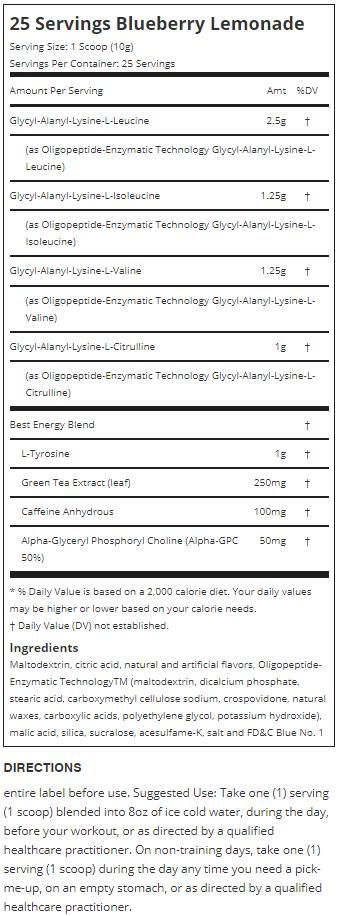 25 Servings Blueberry Lemonade
Serving Size: 1 Scoop (10g)
Servings Per Container: 25 Servings
Amount Per Serving Amt %DV
Glycyl-Alanyl-Lysine-L-Leucine 2.5g †
(as Oligopeptide-Enzymatic Technology Glycyl-Alanyl-Lysine-L-
Leucine)
Glycyl-Alanyl-Lysine-L-Isoleucine 1.25g †
(as Oligopeptide-Enzymatic Technology Glycyl-Alanyl-Lysine-L-
Isoleucine)
Glycyl-Alanyl-Lysine-L-Valine 1.25g †
(as Oligopeptide-Enzymatic Technology Glycyl-Alanyl-Lysine-L-
Valine)
Glycyl-Alanyl-Lysine-L-Citrulline 1g †
(as Oligopeptide-Enzymatic Technology Glycyl-Alanyl-Lysine-L-
Citrulline)
Best Energy Blend †
L-Tyrosine 1g †
Green Tea Extract (leaf) 250mg †
Caffeine Anhydrous 100mg †
Alpha-Glyceryl Phosphoryl Choline (Alpha-GPC 50mg †
50%)
* % Daily Value is based on a 2,000 calorie diet. Your daily values
may be higher or lower based on your calorie needs.
† Daily Value (DV) not established.
Ingredients
Maltodextrin, citric acid, natural and artificial flavors, Oligopeptide-
Enzymatic TechnologyTM (maltodextrin, dicalcium phosphate,
stearic acid, carboxymethyl cellulose sodium, crospovidone, natural
waxes, carboxylic acids, polyethylene glycol, potassium hydroxide),
malic acid, silica, sucralose, acesulfame-K, salt and FD&C Blue No. 1
DIRECTIONS
entire label before use. Suggested Use: Take one (1) serving
(1 scoop) blended into 8oz of ice cold water, during the day,
before your workout, or as directed by a qualified
healthcare practitioner. On non-training days, take one (1)
serving (1 scoop) during the day any time you need a pick-
me-up, on an empty stomach, or as directed by a qualified
healthcare practitioner.